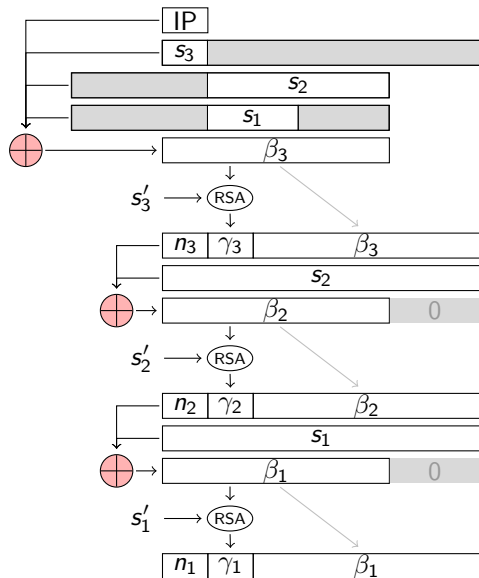 IP
s₃
s₂
s₁
β₃
s′₃ RSA
n₃ γ₃ β₃
s₂
β₂ 0
s′₂ RSA
n₂ γ₂ β₂
s₁
β₁ 0
s′₁ RSA
n₁ γ₁ β₁